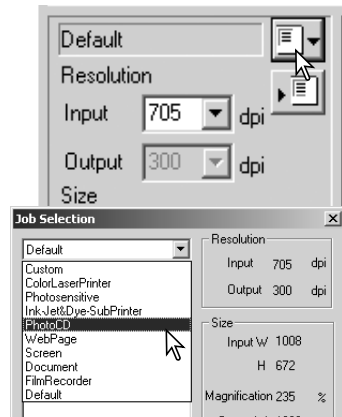 Default
Resolution
Input 705 dpi
Output 300 dpi
Size
Job Selection
Default
Custom
ColorLaserPrinter
Photosensitive
Ink-Jet&Dye-SubPrinter
PhotoCD
WebPage
Screen
Document
FilmRecorder
Default
Resolution
Input 705 dpi
Output 300 dpi
Size
Input W 1008
H 672
Magnification 235 %